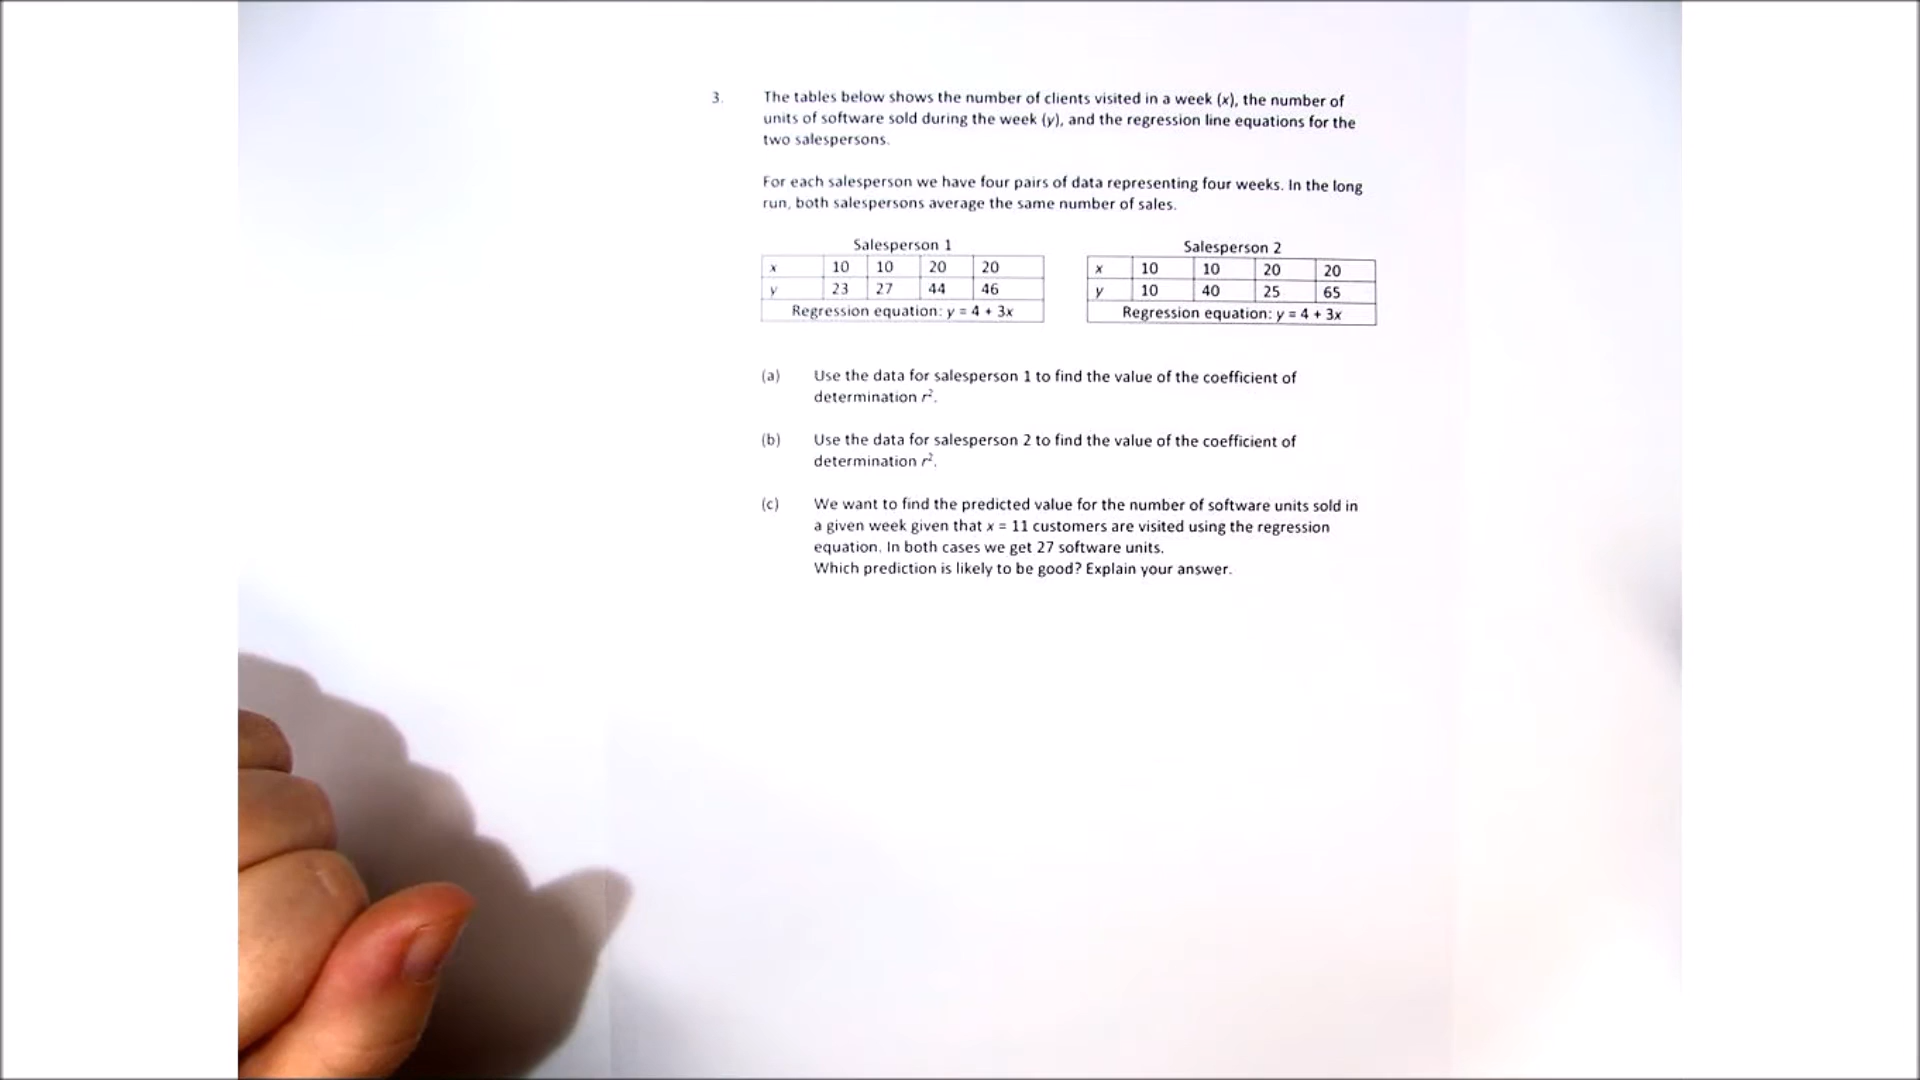 3. The tables below shows the number of clients visited in a week (x), the number of
units of software sold during the week (y), and the regression line equations for the
two salespersons.
For each salesperson we have four pairs of data representing four weeks. In the long
run, both salespersons average the same number of sales.
Salesperson 1
x 10 10 20 20
y 23 27 44 46
Regression equation: y = 4 + 3x
Salesperson 2
x 10 10 20 20
y 10 40 25 65
Regression equation: y = 4 + 3x
(a) Use the data for salesperson 1 to find the value of the coefficient of
determination r².
(b) Use the data for salesperson 2 to find the value of the coefficient of
determination r².
(c) We want to find the predicted value for the number of software units sold in
a given week given that x = 11 customers are visited using the regression
equation. In both cases we get 27 software units.
Which prediction is likely to be good? Explain your answer.